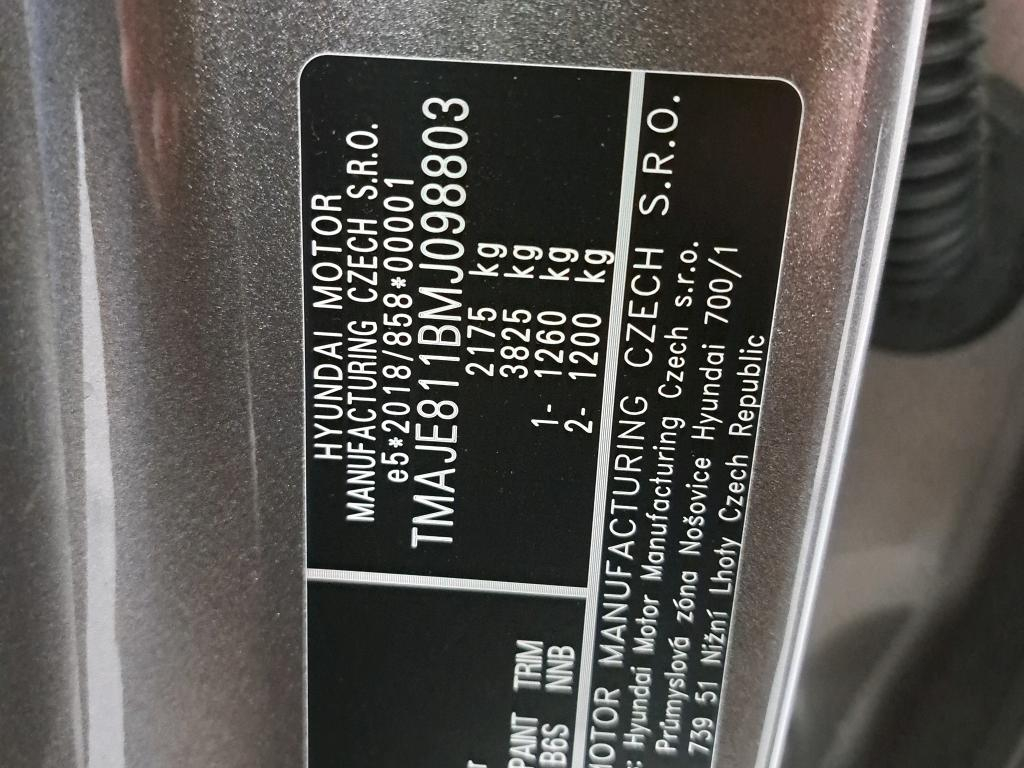 HYUNDAI MOTOR
MANUFACTURING CZECH S.R.O.
e5*2018/858*00001
TMAJE811BMJ098803
2175 kg
3825 kg
1- 1260 kg
2- 1200 kg
PAINT TRIM
B6S NNB
MOTOR MANUFACTURING CZECH S.R.O.
: Hyundai Motor Manufacturing Czech s.r.o.
Průmyslová zóna Nošovice Hyundai 700/1
739 51 Nižní Lhoty Czech Republic